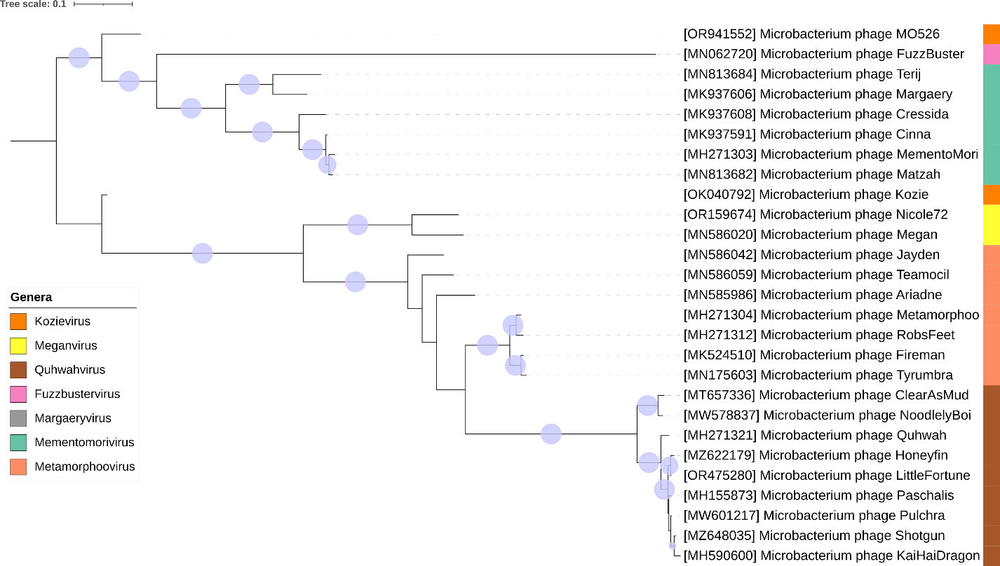 Tree scale: 0.1
[OR941552] Microbacterium phage MO526
[MN062720] Microbacterium phage FuzzBuster
[MN813684] Microbacterium phage Terij
[MK937606] Microbacterium phage Margaery
[MK937608] Microbacterium phage Cressida
[MK937591] Microbacterium phage Cinna
[MH271303] Microbacterium phage MementoMori
[MN813682] Microbacterium phage Matzah
[OK040792] Microbacterium phage Kozie
[OR159674] Microbacterium phage Nicole72
[MN586020] Microbacterium phage Megan
[MN586042] Microbacterium phage Jayden
[MN586059] Microbacterium phage Teamocil
[MN585986] Microbacterium phage Ariadne
[MH271304] Microbacterium phage Metamorphoo
[MH271312] Microbacterium phage RobsFeet
[MK524510] Microbacterium phage Fireman
[MN175603] Microbacterium phage Tyrumbra
[MT657336] Microbacterium phage ClearAsMud
[MW578837] Microbacterium phage NoodlelyBoi
[MH271321] Microbacterium phage Quhwah
[MZ622179] Microbacterium phage Honeyfin
[OR475280] Microbacterium phage LittleFortune
[MH155873] Microbacterium phage Paschalis
[MW601217] Microbacterium phage Pulchra
[MZ648035] Microbacterium phage Shotgun
[MH590600] Microbacterium phage KaiHaiDragon
Genera
Kozievirus
Meganvirus
Quhwahvirus
Fuzzbustervirus
Margaeryvirus
Mementomorivirus
Metamorphoovirus